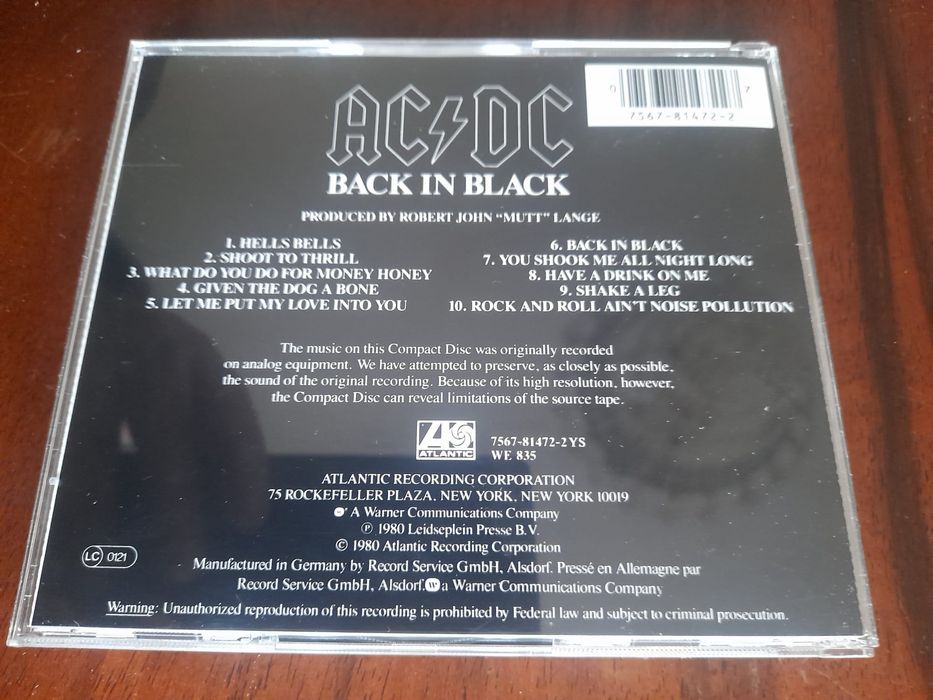 AC/DC
0 7
7567-81472-2
BACK IN BLACK
PRODUCED BY ROBERT JOHN “MUTT” LANGE
1. HELLS BELLS
2. SHOOT TO THRILL
3. WHAT DO YOU DO FOR MONEY HONEY
4. GIVEN THE DOG A BONE
5. LET ME PUT MY LOVE INTO YOU
6. BACK IN BLACK
7. YOU SHOOK ME ALL NIGHT LONG
8. HAVE A DRINK ON ME
9. SHAKE A LEG
10. ROCK AND ROLL AIN'T NOISE POLLUTION
The music on this Compact Disc was originally recorded
on analog equipment. We have attempted to preserve, as closely as possible,
the sound of the original recording. Because of its high resolution, however,
the Compact Disc can reveal limitations of the source tape.
ATLANTIC
7567-81472-2 YS
WE 835
ATLANTIC RECORDING CORPORATION
75 ROCKEFELLER PLAZA, NEW YORK, NEW YORK 10019
A Warner Communications Company
℗ 1980 Leidseplein Presse B.V.
© 1980 Atlantic Recording Corporation
LC 0121
Manufactured in Germany by Record Service GmbH, Alsdorf. Pressé en Allemagne par
Record Service GmbH, Alsdorf. a Warner Communications Company
Warning: Unauthorized reproduction of this recording is prohibited by Federal law and subject to criminal prosecution.